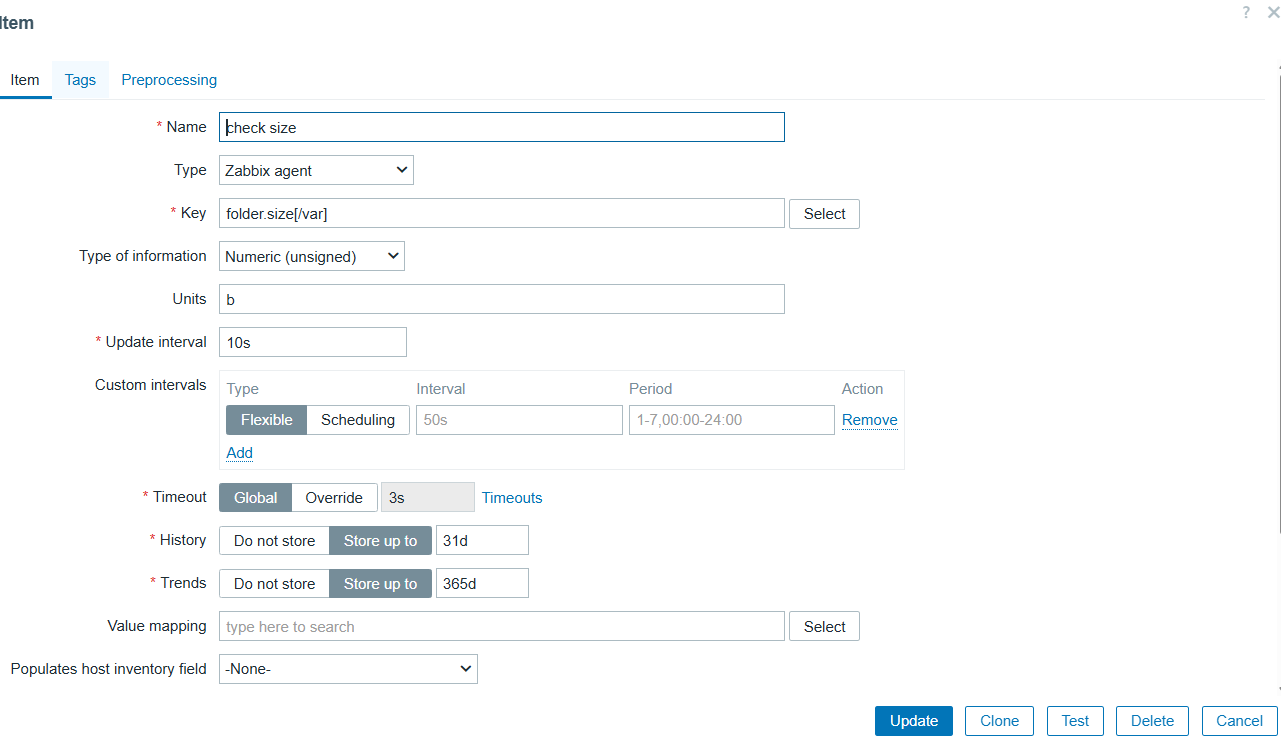 Item
?
Item Tags Preprocessing
* Name check size
Type Zabbix agent
* Key folder.size[/var] Select
Type of information Numeric (unsigned)
Units b
* Update interval 10s
Custom intervals Type Interval Period Action
Flexible Scheduling 50s 1-7,00:00-24:00 Remove
Add
* Timeout Global Override 3s Timeouts
* History Do not store Store up to 31d
* Trends Do not store Store up to 365d
Value mapping type here to search Select
Populates host inventory field -None-
Update Clone Test Delete Cancel